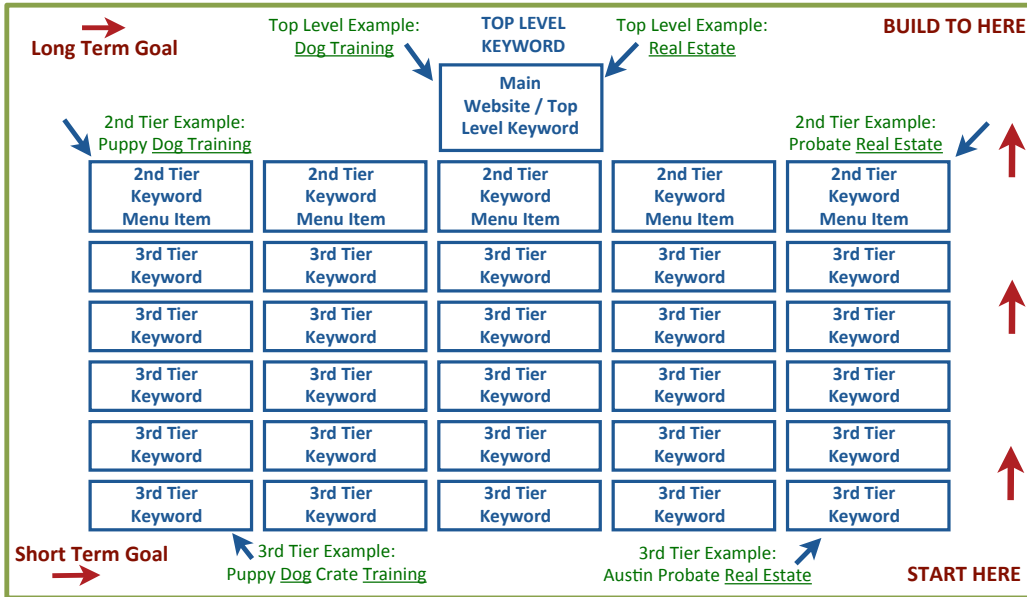 Long Term Goal
Top Level Example:
Dog Training
TOP LEVEL
KEYWORD
Top Level Example:
Real Estate
BUILD TO HERE
Main
Website / Top
Level Keyword
2nd Tier Example:
Puppy Dog Training
2nd Tier Example:
Probate Real Estate
2nd Tier
Keyword
Menu Item
2nd Tier
Keyword
Menu Item
2nd Tier
Keyword
Menu Item
2nd Tier
Keyword
Menu Item
2nd Tier
Keyword
Menu Item
3rd Tier
Keyword
3rd Tier
Keyword
3rd Tier
Keyword
3rd Tier
Keyword
3rd Tier
Keyword
3rd Tier
Keyword
3rd Tier
Keyword
3rd Tier
Keyword
3rd Tier
Keyword
3rd Tier
Keyword
3rd Tier
Keyword
3rd Tier
Keyword
3rd Tier
Keyword
3rd Tier
Keyword
3rd Tier
Keyword
3rd Tier
Keyword
3rd Tier
Keyword
3rd Tier
Keyword
3rd Tier
Keyword
3rd Tier
Keyword
3rd Tier
Keyword
3rd Tier
Keyword
3rd Tier
Keyword
3rd Tier
Keyword
3rd Tier
Keyword
Short Term Goal
3rd Tier Example:
Puppy Dog Crate Training
3rd Tier Example:
Austin Probate Real Estate
START HERE